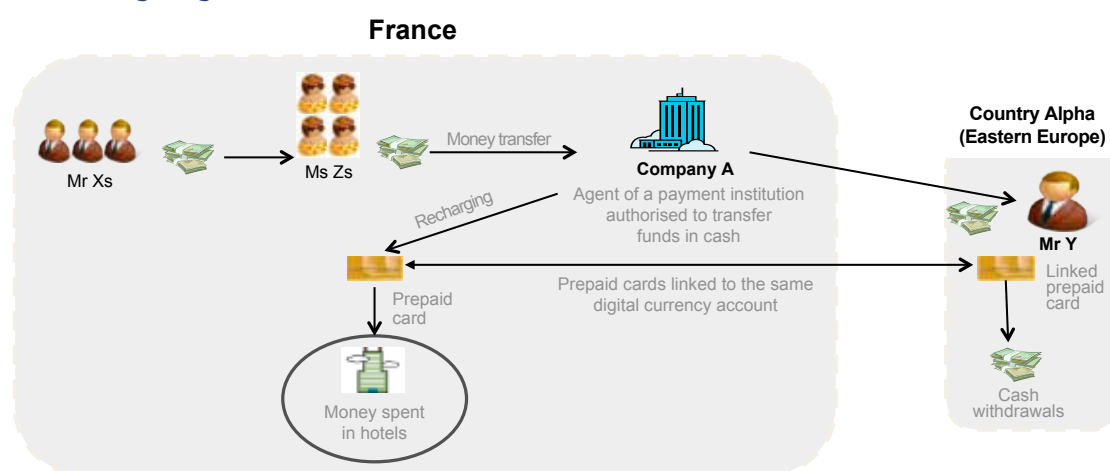 France
Mr Xs
Ms Zs
Money transfer
Company A
Agent of a payment institution
authorised to transfer
funds in cash
Country Alpha
(Eastern Europe)
Mr Y
Recharging
Prepaid
card
Prepaid cards linked to the same
digital currency account
Linked
prepaid
card
Money spent
in hotels
Cash
withdrawals